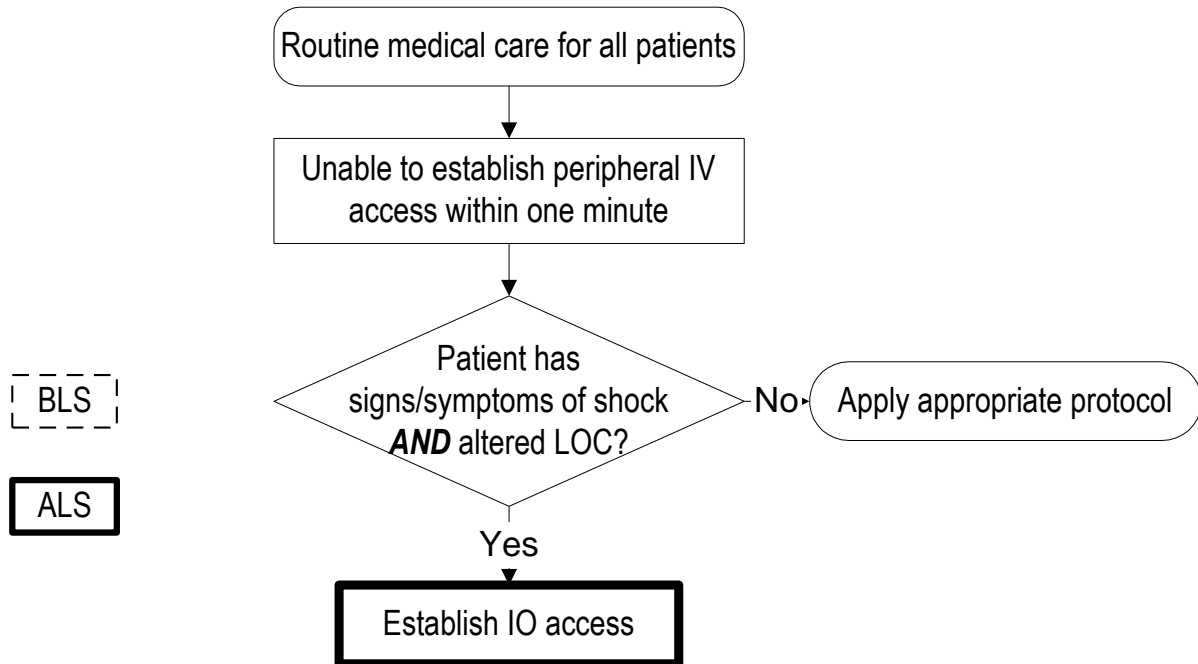 Routine medical care for all patients
Unable to establish peripheral IV
access within one minute
Patient has
signs/symptoms of shock
AND altered LOC?
No
Apply appropriate protocol
BLS
ALS
Yes
Establish IO access